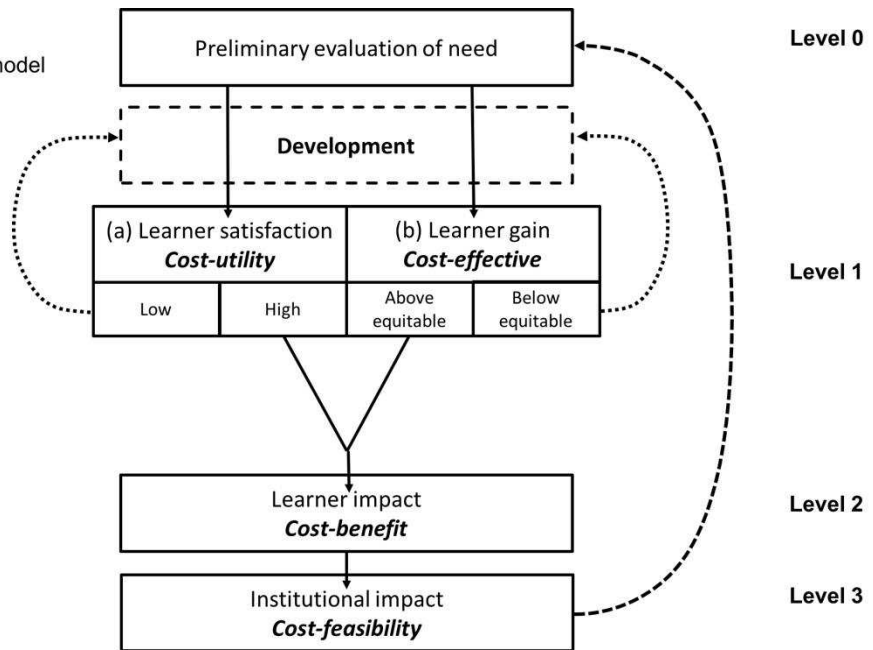 Level 0
Preliminary evaluation of need
model
Development
(a) Learner satisfaction
Cost-utility
(b) Learner gain
Cost-effective
Level 1
Low
High
Above
equitable
Below
equitable
Learner impact
Cost-benefit
Level 2
Institutional impact
Cost-feasibility
Level 3